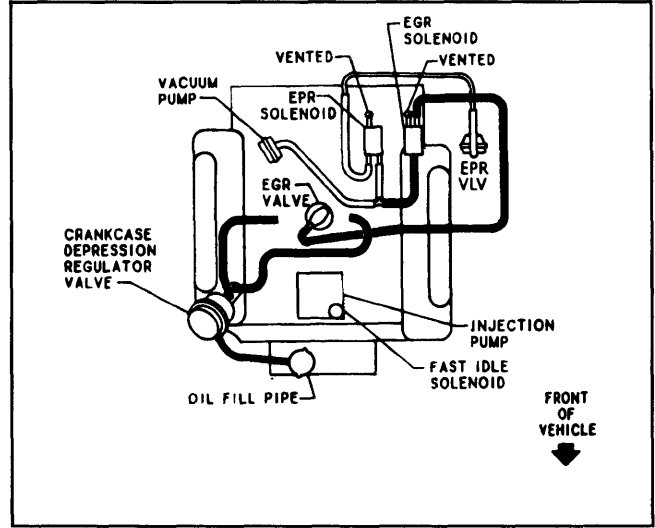 EGR
SOLENOID
VENTED
VENTED
VACUUM
PUMP
EPR
SOLENOID
EPR
VLV
EGR
VALVE
CRANKCASE
DEPRESSION
REGULATOR
VALVE
INJECTION
PUMP
FAST IDLE
SOLENOID
OIL FILL PIPE
FRONT
OF
VEHICLE